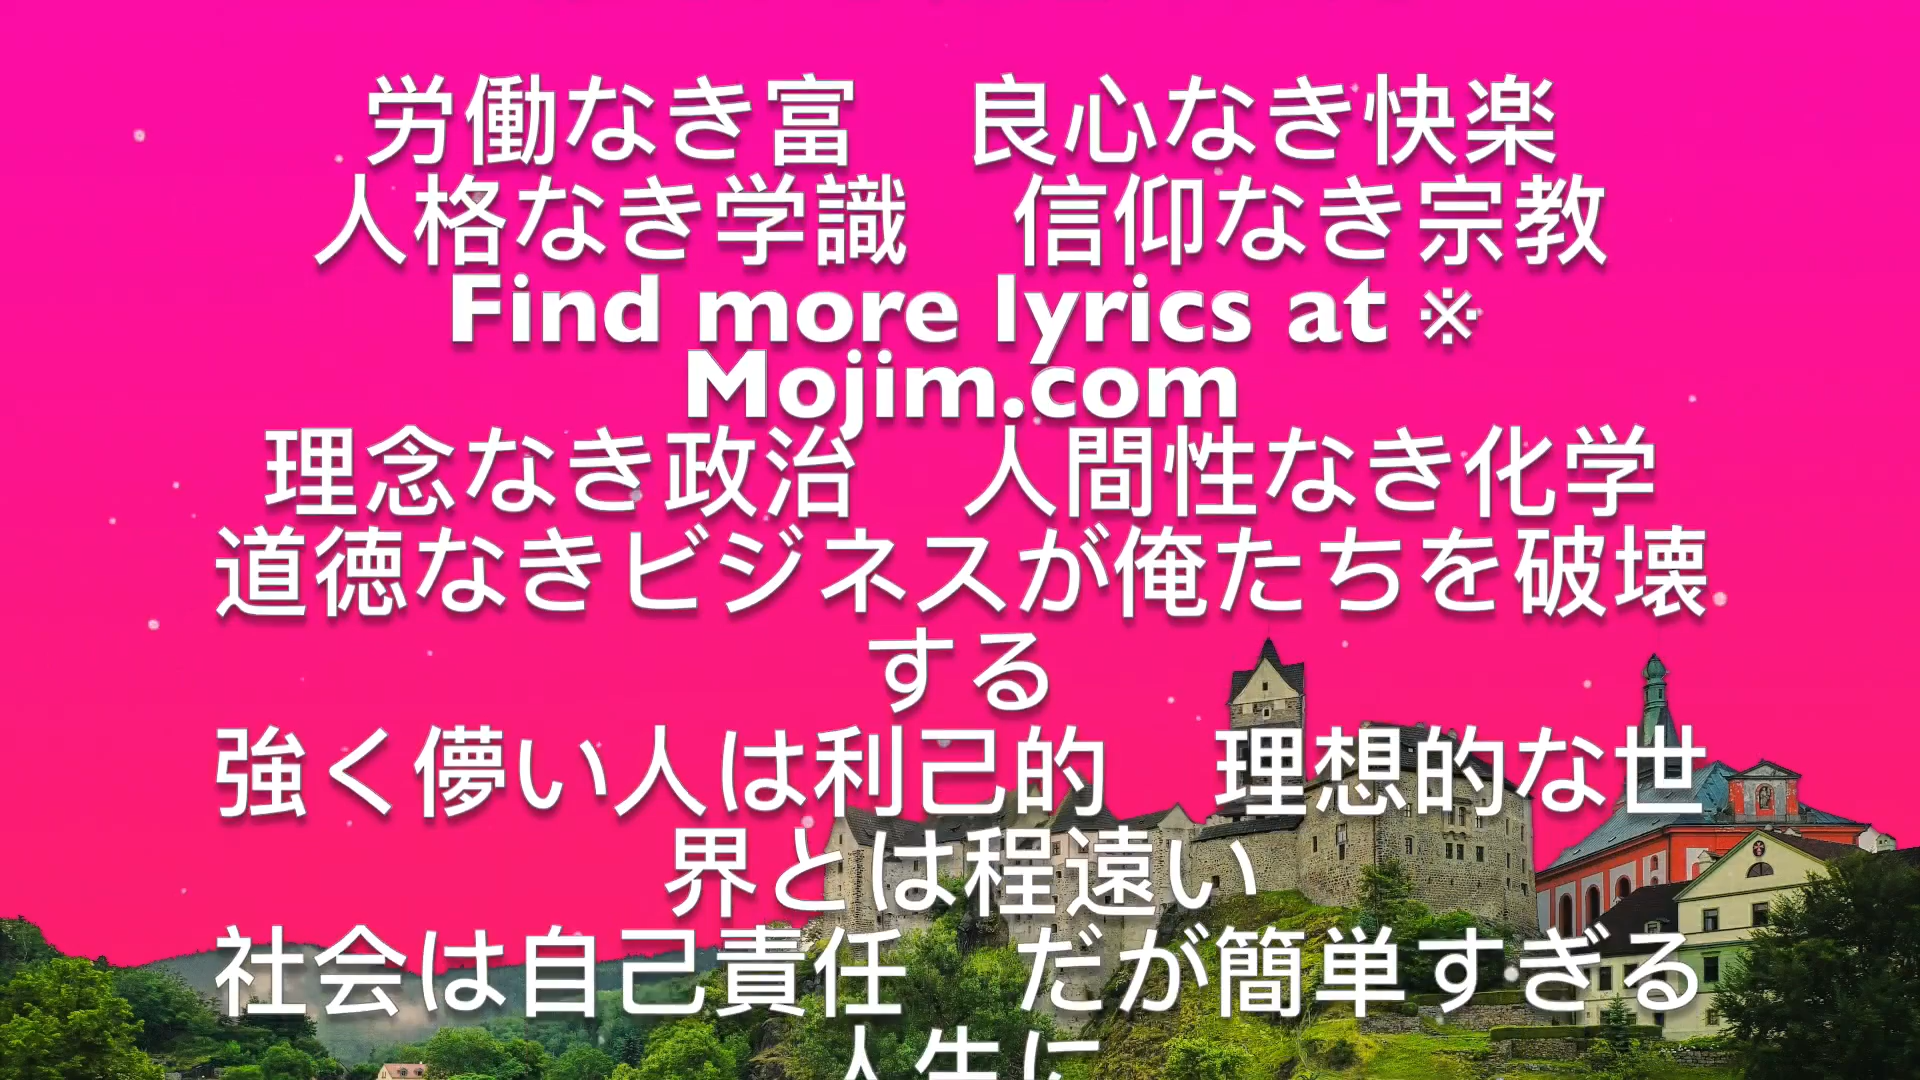 労働なき富　良心なき快楽
人格なき学識　信仰なき宗教
Find more lyrics at ※
Mojim.com
理念なき政治　人間性なき化学
道徳なきビジネスが俺たちを破壊
する
強く儚い人は利己的　理想的な世
界とは程遠い
社会は自己責任　だが簡単すぎる
人生に